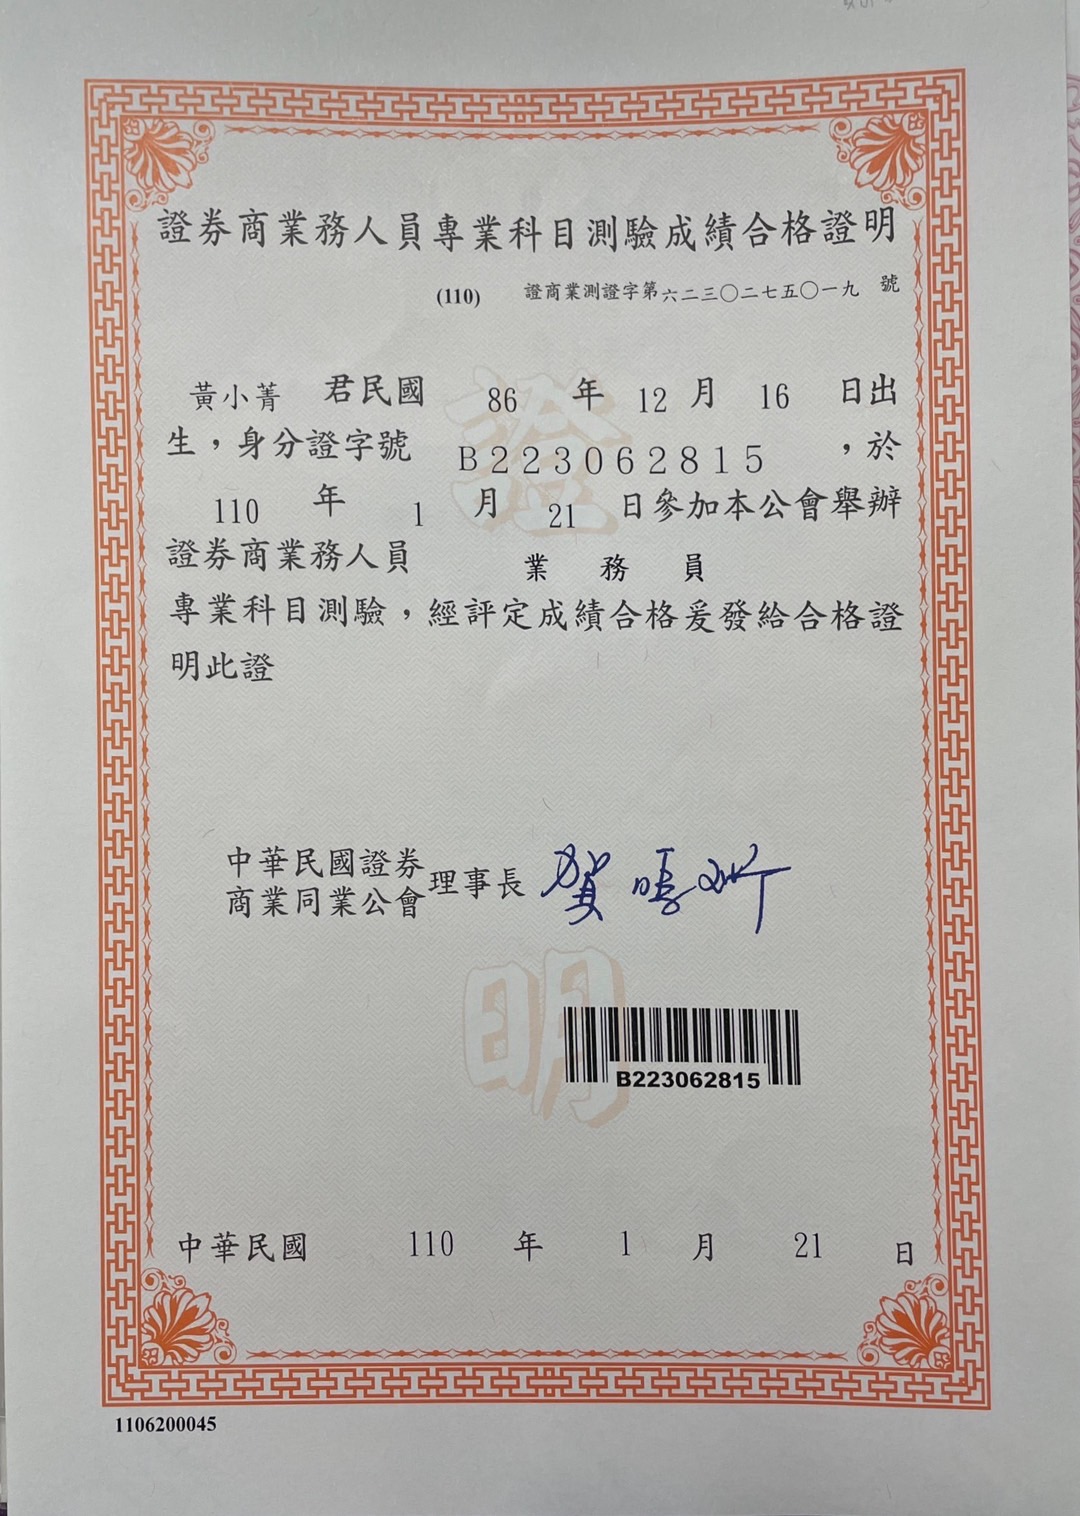 證券商業務人員專業科目測驗成績合格證明
(110) 證商業測證字第六二三〇二七五〇一九 號
黃小菁 君民國 86 年 12 月 16 日出
生，身分證字號 B223062815 ，於
110 年 1 月 21 日參加本公會舉辦
證券商業務人員 業務員
專業科目測驗，經評定成績合格爰發給合格證
明此證
中華民國證券
商業同業公會
理事長
證
明
B223062815
中華民國 110 年 1 月 21 日
1106200045